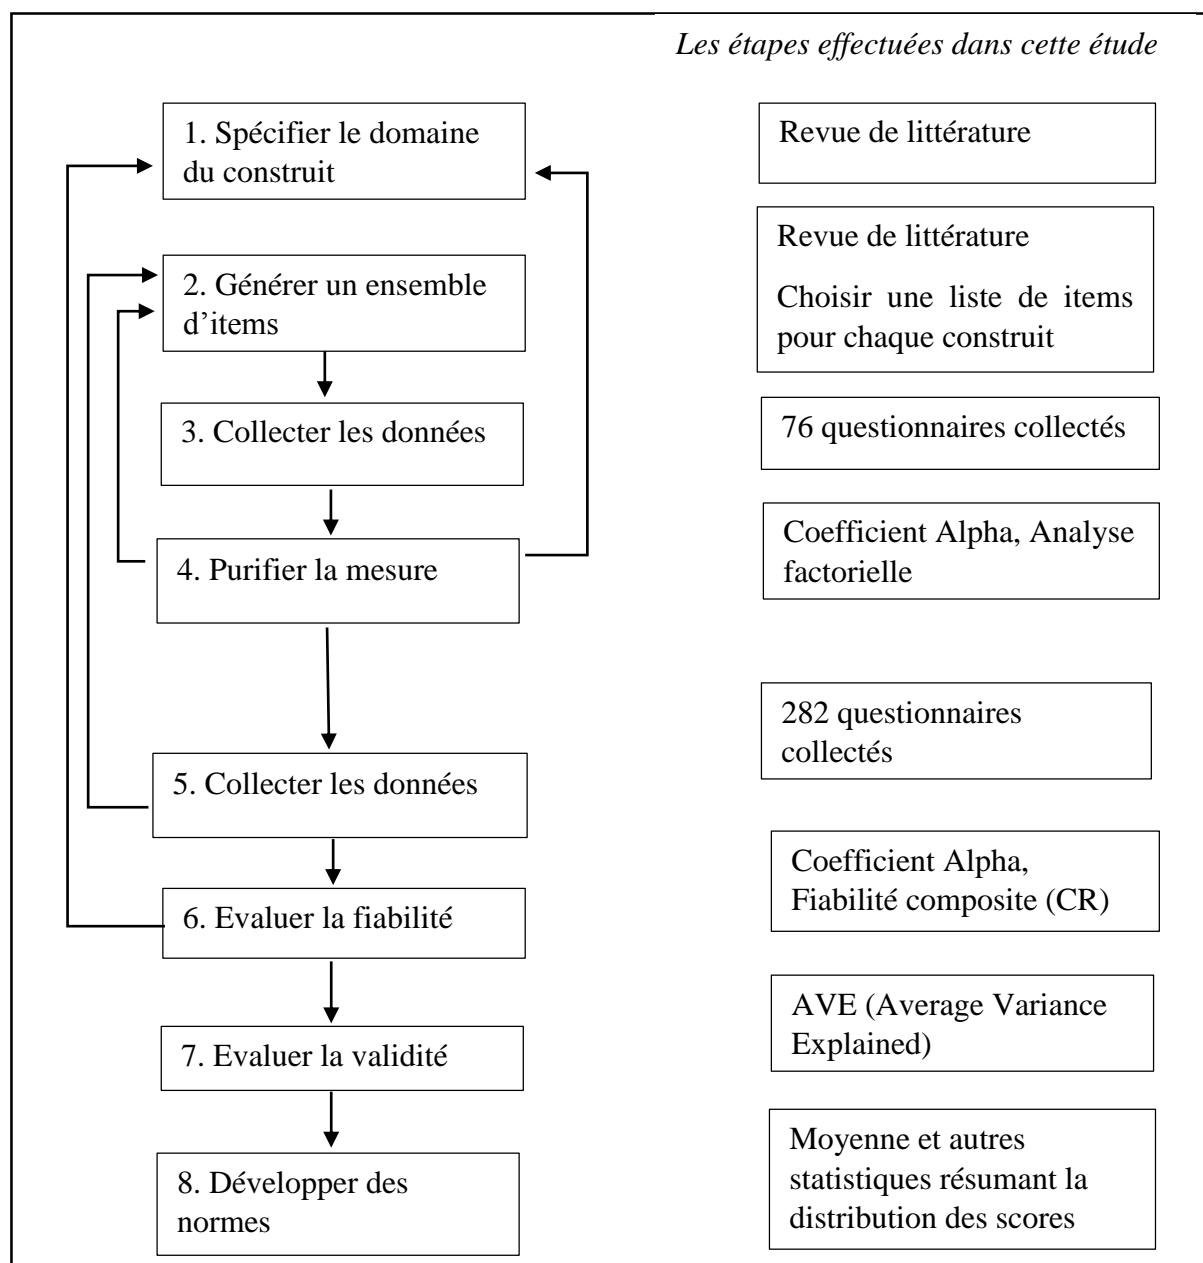 Les étapes effectuées dans cette étude
1. Spécifier le domaine
du construit
Revue de littérature
2. Générer un ensemble
d’items
Revue de littérature
Choisir une liste de items
pour chaque construit
3. Collecter les données
76 questionnaires collectés
4. Purifier la mesure
Coefficient Alpha, Analyse
factorielle
5. Collecter les données
282 questionnaires
collectés
6. Evaluer la fiabilité
Coefficient Alpha,
Fiabilité composite (CR)
7. Evaluer la validité
AVE (Average Variance
Explained)
8. Développer des
normes
Moyenne et autres
statistiques résumant la
distribution des scores